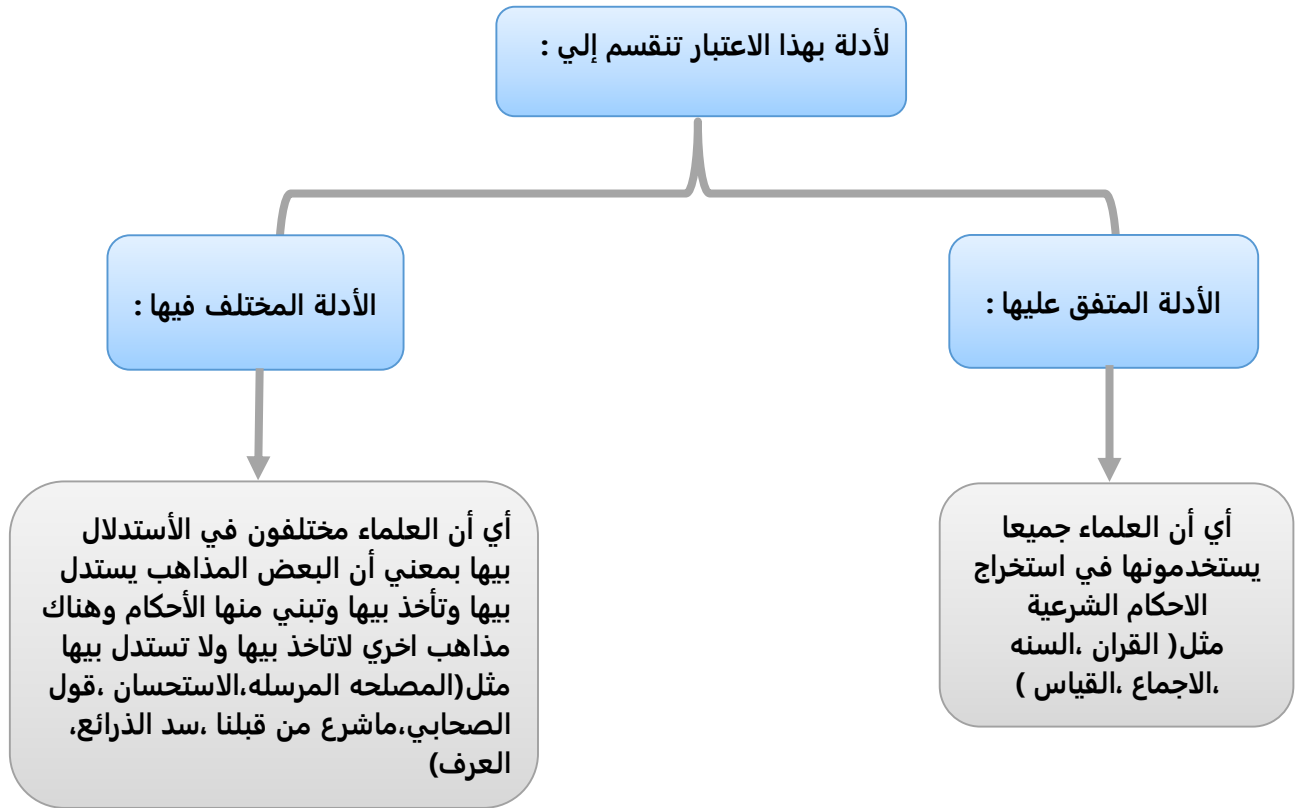 لأدلة بهذا الاعتبار تنقسم إلي :
الأدلة المتفق عليها :
الأدلة المختلف فيها :
أي أن العلماء جميعا
يستخدمونها في استخراج
الاحكام الشرعية
مثل( القران ،السنه
،الاجماع ،القياس )
أي أن العلماء مختلفون في الأستدلال
بيها بمعني أن البعض المذاهب يستدل
بيها وتأخذ بيها وتبني منها الأحكام وهناك
مذاهب اخري لاتاخذ بيها ولا تستدل بيها
مثل(المصلحه المرسله،الاستحسان ،قول
الصحابي،ماشرع من قبلنا ،سد الذرائع،
العرف)